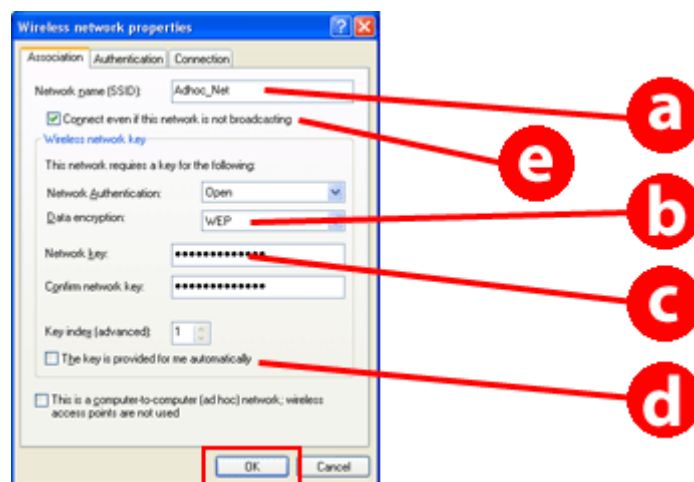 Wireless network properties
Association Authentication Connection
Network name (SSID): Adhoc_Net
a
Connect even if this network is not broadcasting
e
Wireless network key
This network requires a key for the following:
Network Authentication: Open
Data encryption: WEP
b
Network key: •••••••••••••
c
Confirm network key: •••••••••••••
Key index (advanced): 1
The key is provided for me automatically
d
This is a computer-to-computer (ad hoc) network; wireless
access points are not used
OK Cancel